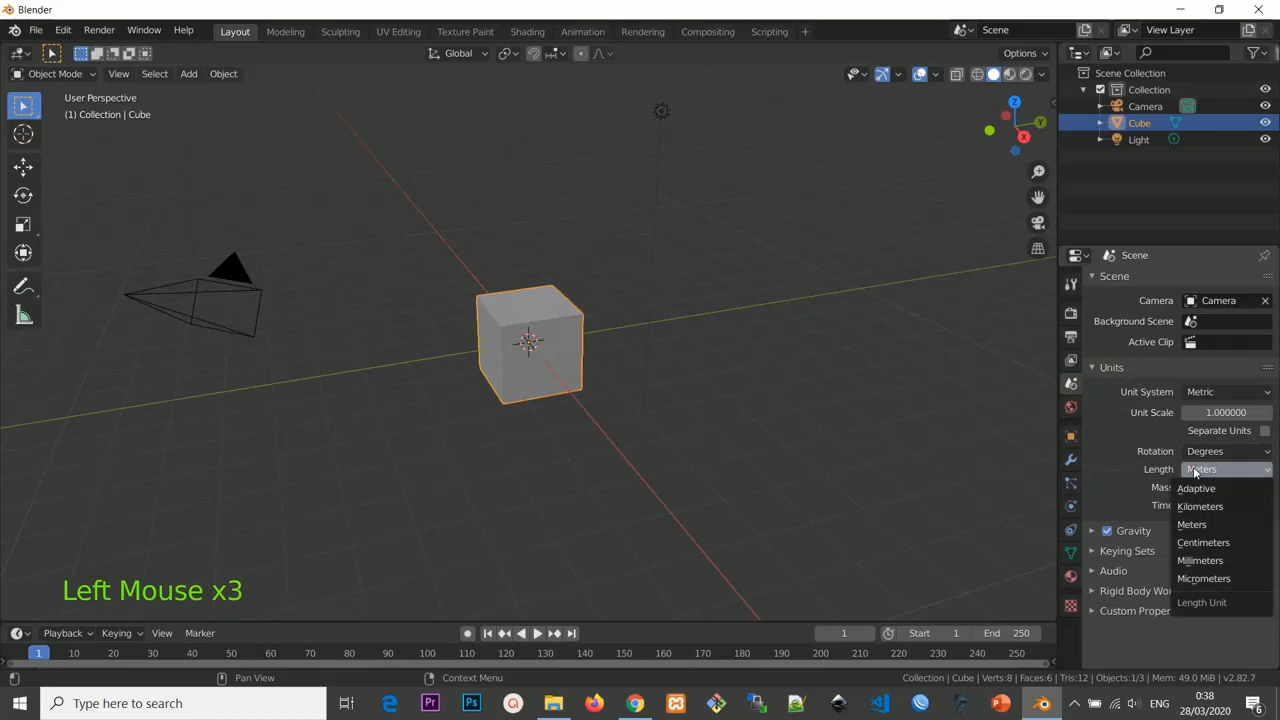 Blender
File Edit Render Window Help Layout Modeling Sculpting UV Editing Texture Paint Shading Animation Rendering Compositing Scripting + Scene View Layer
Global Options
Object Mode View Select Add Object
User Perspective
(1) Collection | Cube
Z
Y
X
Scene Collection
Collection
Camera
Cube
Light
Scene
Scene
Camera Camera
Background Scene
Active Clip
Units
Unit System Metric
Unit Scale 1.000000
Separate Units
Rotation Degrees
Length
Adaptive
Kilometers
Meters
Centimeters
Millimeters
Micrometers
Length Unit
Time
Gravity
Keying Sets
Audio
Left Mouse x3
Playback Keying View Marker 1 Start 1 End 250
1 10 20 30 40 50 60 70 80 90 100 110 120 130 140 150 160 170 180 190 200 210 220 230 240 250
Pan View Context Menu Collection | Cube | Verts:8 | Faces:6 | Tris:12 | Objects:1/3 | Mem: 49.0 MiB | v2.82.7
Type here to search
ENG
0:38
28/03/2020
6